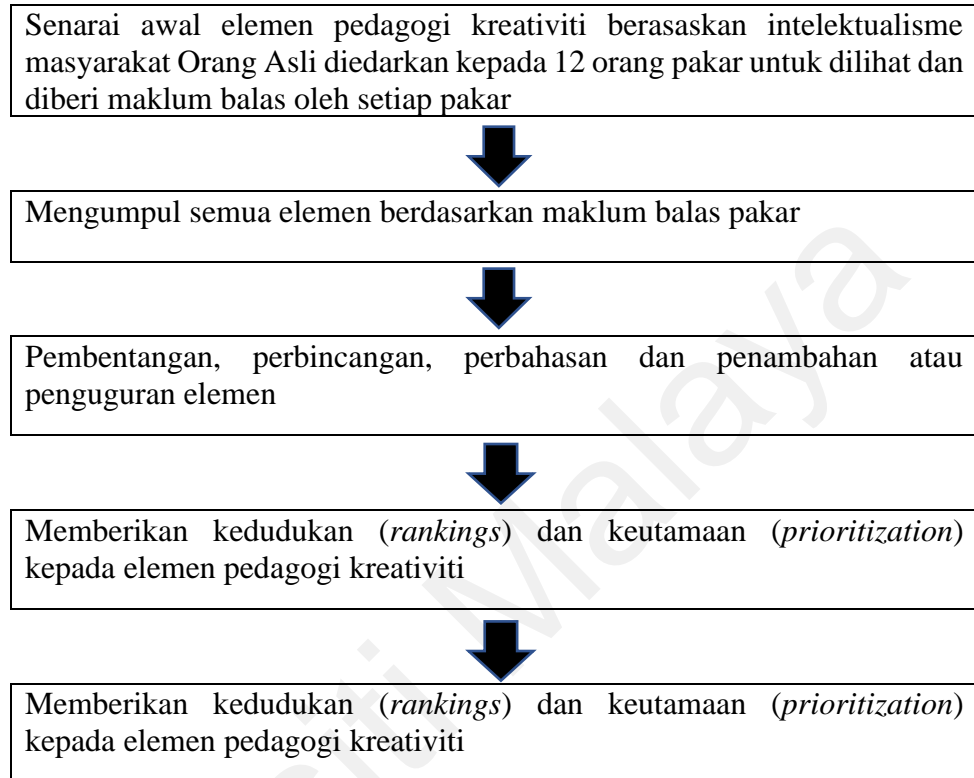 Senarai awal elemen pedagogi kreativiti berasaskan intelektualisme
masyarakat Orang Asli diedarkan kepada 12 orang pakar untuk dilihat dan
diberi maklum balas oleh setiap pakar
Mengumpul semua elemen berdasarkan maklum balas pakar
Pembentangan, perbincangan, perbahasan dan penambahan atau
penguguran elemen
Memberikan kedudukan (rankings) dan keutamaan (prioritization)
kepada elemen pedagogi kreativiti
Memberikan kedudukan (rankings) dan keutamaan (prioritization)
kepada elemen pedagogi kreativiti
siti Malaya